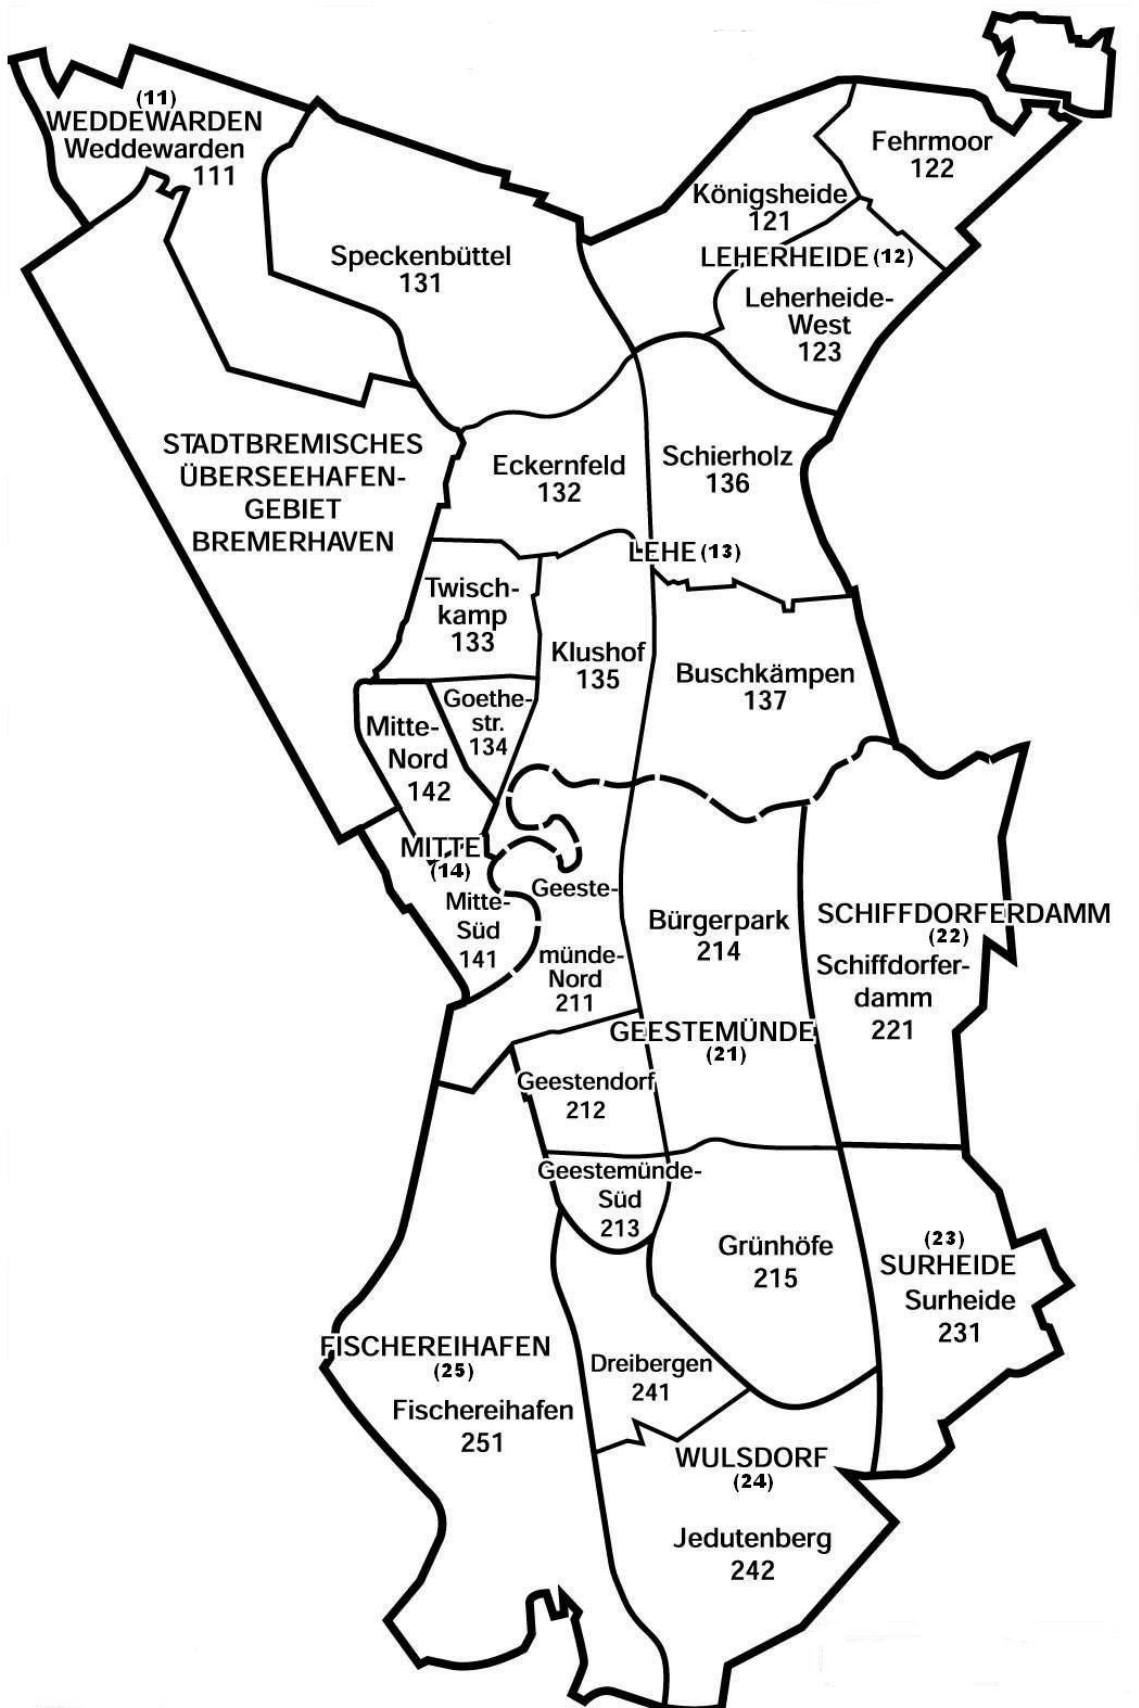 (11)
WEDDEWARDEN
Weddewarden
111
Fehrmoor
122
Königsheide
121
LEHERHEIDE (12)
Leherheide-
West
123
Speckenbüttel
131
STADTBREMISCHES
ÜBERSEEHAFEN-
GEBIET
BREMERHAVEN
Eckernfeld
132
Schierholz
136
LEHE (13)
Twisch-
kamp
133
Klushof
135
Buschkämpen
137
Goethe-
str.
134
Mitte-
Nord
142
MITTE
(14)
Mitte-
Süd
141
Geeste-
münde-
Nord
211
Bürgerpark
214
SCHIFFDORFERDAMM
(22)
Schiffdorfer-
damm
221
GEESTEMÜNDE
(21)
Geestendorf
212
Geestemünde-
Süd
213
Grünhöfe
215
(23)
SURHEIDE
Surheide
231
FISCHEREIHAFEN
(25)
Fischereihafen
251
Dreibergen
241
WULSDORF
(24)
Jedutenberg
242